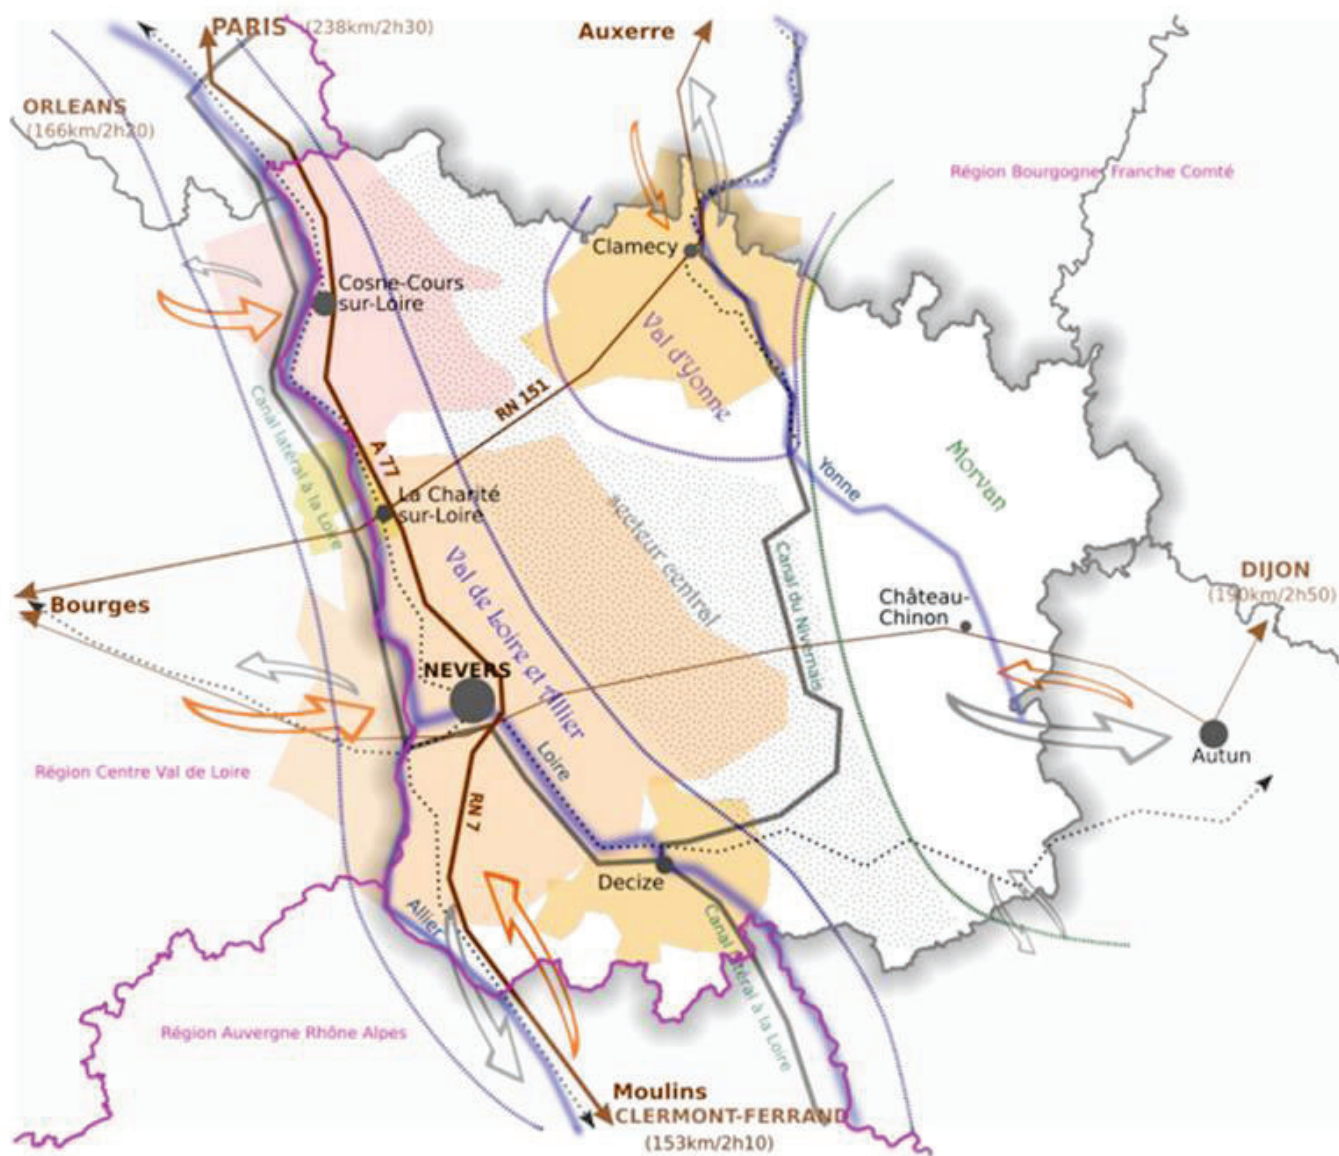 PARIS (238km/2h30)
Auxerre
ORLEANS
(166km/2h20)
Région Bourgogne Franche Comté
Clamecy
Cosne-Cours
sur-Loire
Val d'Yonne
RN 151
Canal latéral à la Loire
A 77
Morvan
Yonne
La Charité
sur-Loire
Secteur central
Val de Loire et Allier
Canal du Nivernais
DIJON
(190km/2h50)
Bourges
Château-
Chinon
NEVERS
Loire
Autun
Région Centre Val de Loire
RN 7
Decize
Allier
Canal latéral à la Loire
Région Auvergne Rhône Alpes
Moulins
CLERMONT-FERRAND
(153km/2h10)